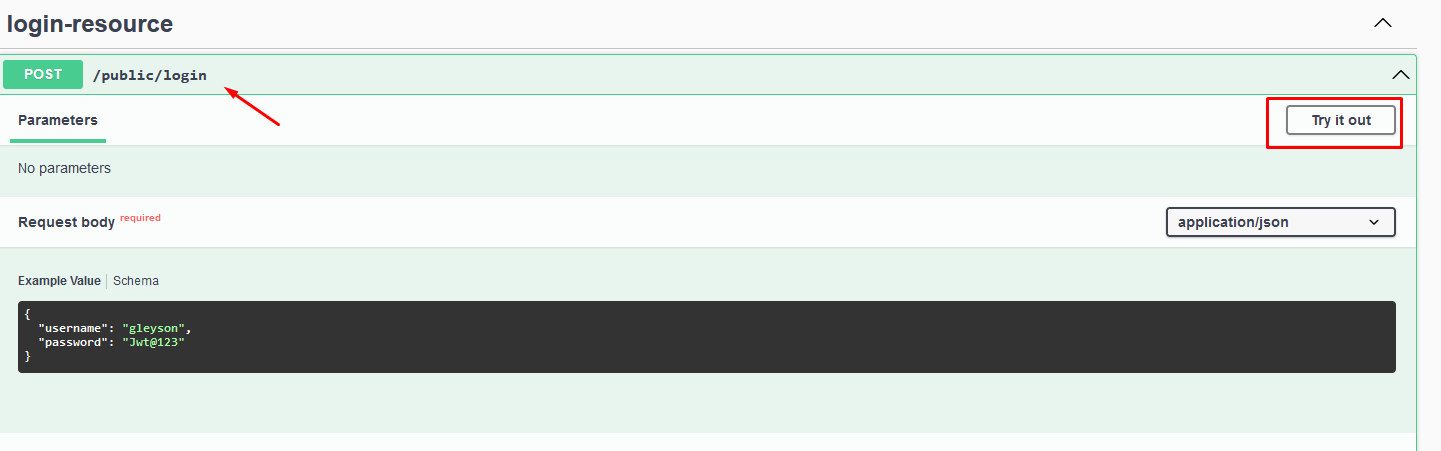 login-resource
POST /public/login
Parameters
Try it out
No parameters
Request body required
application/json
Example Value Schema
{
"username": "gleyson",
"password": "Jwt@123"
}